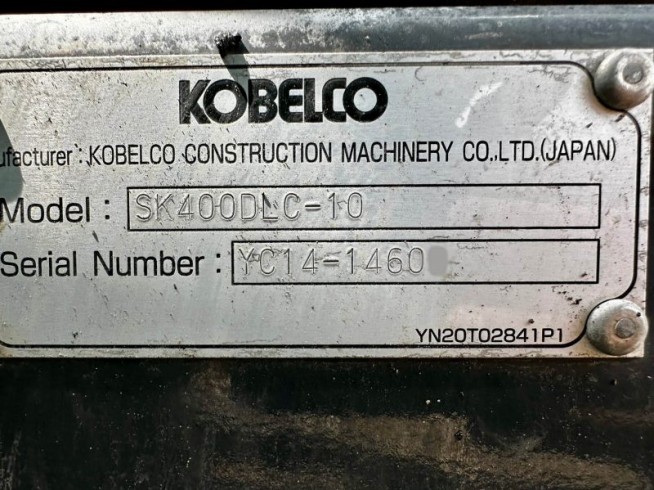 KOBELCO
ufacturer : KOBELCO CONSTRUCTION MACHINERY CO.,LTD.(JAPAN)
Model : SK400DLC-10
Serial Number : YC14-1460
YN20T02841P1